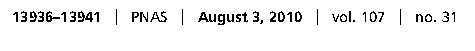 13936–13941 | PNAS | August 3, 2010 | vol. 107 | no. 31